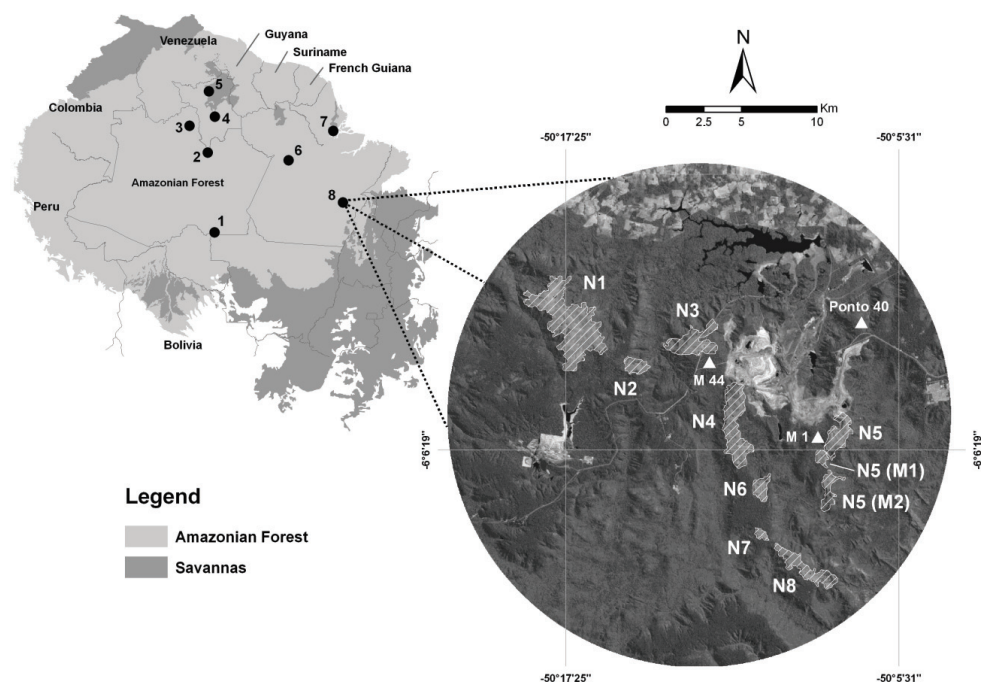 Venezuela
Guyana
Suriname
French Guiana
Colombia
5
4
3
7
2
6
Amazonian Forest
8
Peru
1
Bolivia
Legend
Amazonian Forest
Savannas
N
0 2.5 5 10 Km
-50°17'25"
-50°5'31"
N1
N3
Ponto 40
N2
M 44
N4
M 1
N5
-6°6'19"
-6°6'19"
N5 (M1)
N6
N5 (M2)
N7
N8
-50°17'25"
-50°5'31"